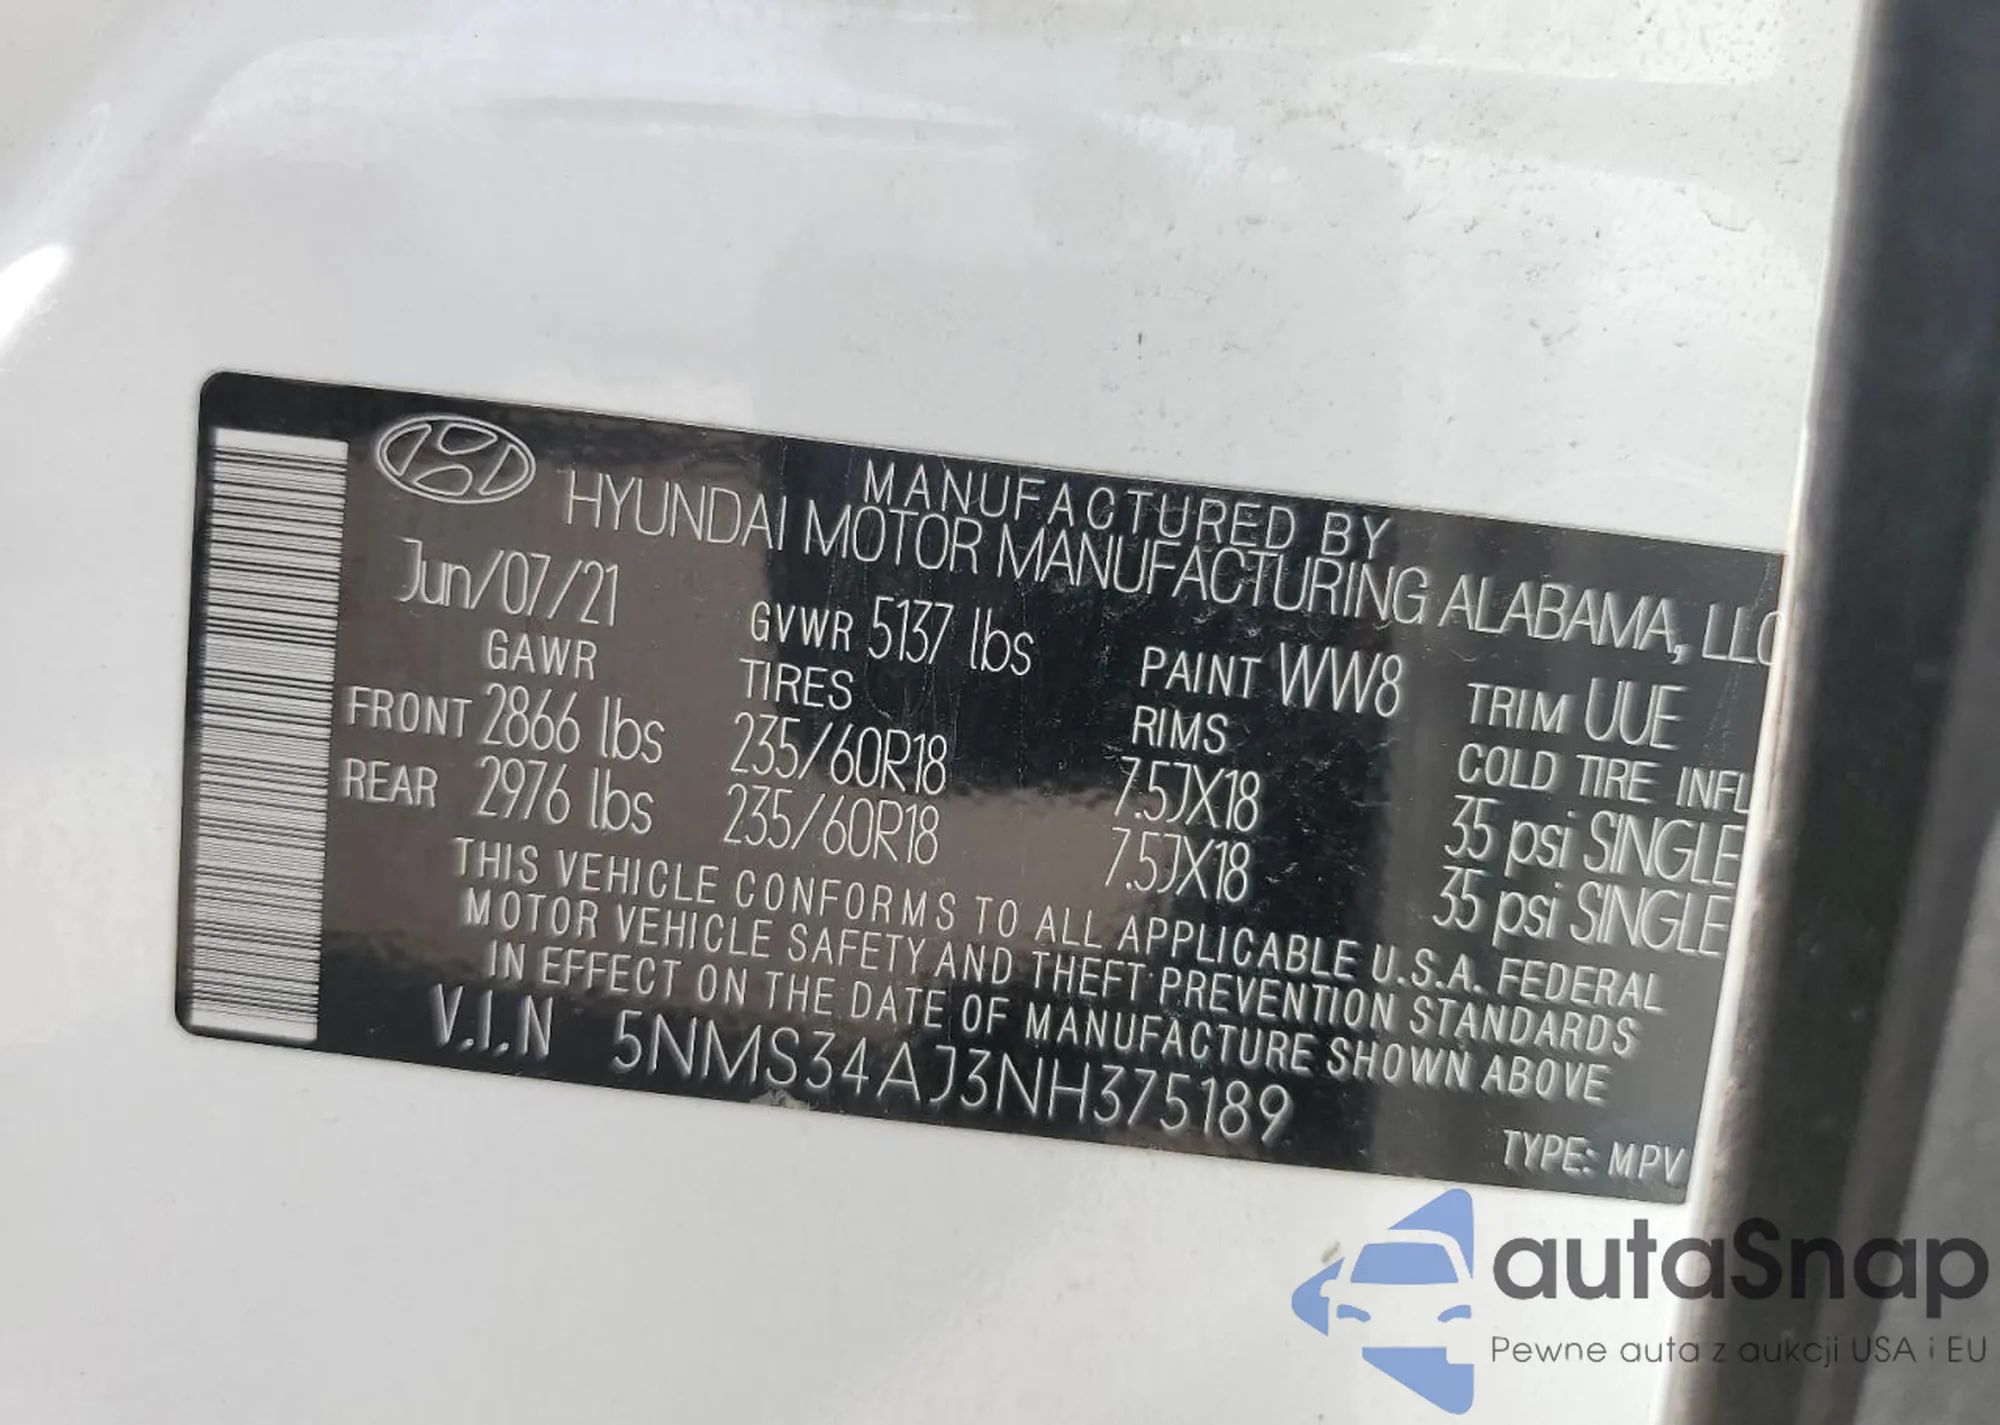 MANUFACTURED BY
HYUNDAI MOTOR MANUFACTURING ALABAMA, LLC
Jun/07/21 GVWR 5137 lbs PAINT WW8 TRIM UUE
GAWR TIRES RIMS COLD TIRE INFL
FRONT 2866 lbs 235/60R18 7.5JX18 35 psi SINGLE
REAR 2976 lbs 235/60R18 7.5JX18 35 psi SINGLE
THIS VEHICLE CONFORMS TO ALL APPLICABLE U.S.A. FEDERAL
MOTOR VEHICLE SAFETY AND THEFT PREVENTION STANDARDS
IN EFFECT ON THE DATE OF MANUFACTURE SHOWN ABOVE
V.I.N 5NMS34AJ3NH375189
TYPE: MPV
autaSnap
Pewne auta z aukcji USA i EU